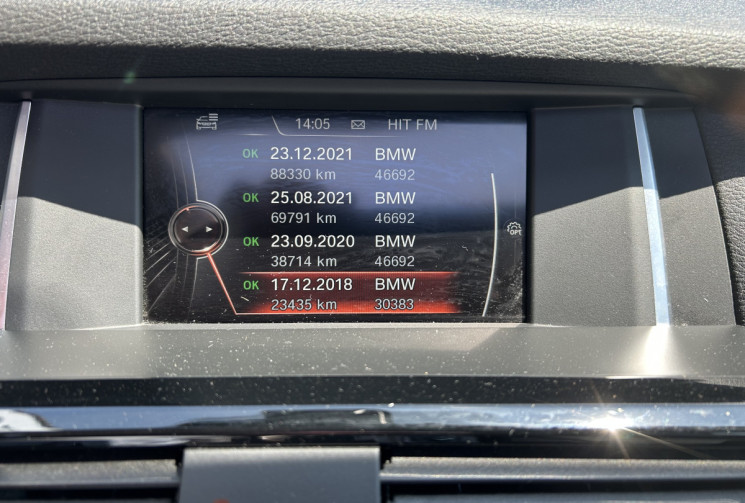 14:05 HIT FM
OK 23.12.2021 BMW
88330 km 46692
OK 25.08.2021 BMW
69791 km 46692
OK 23.09.2020 BMW
38714 km 46692
OPT
OK 17.12.2018 BMW
23435 km 30383